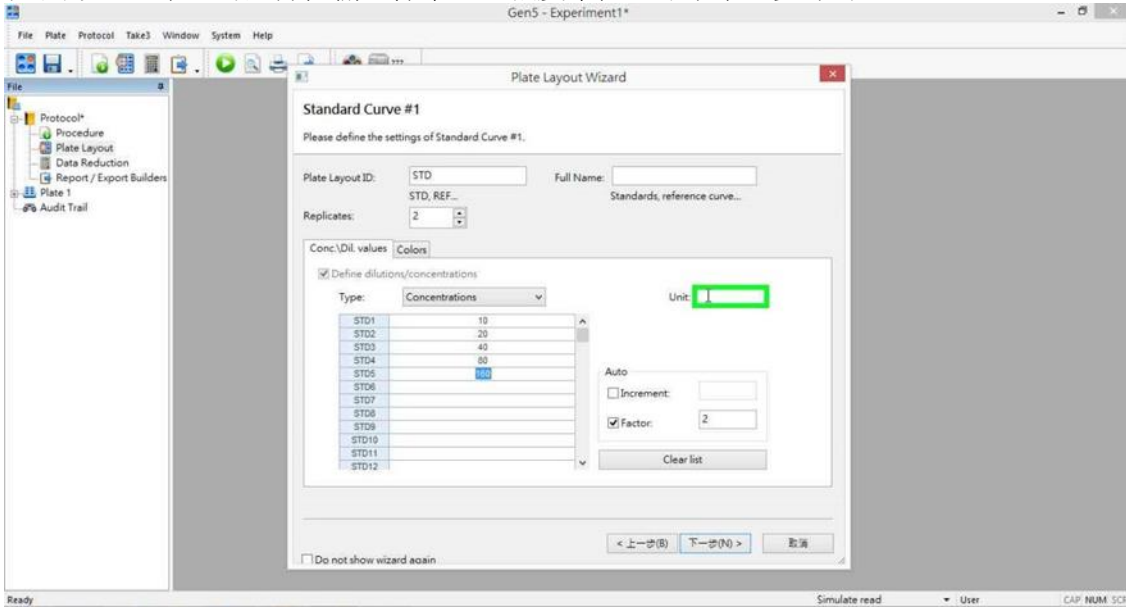 Gen5 - Experiment1*
File Plate Protocol Take3 Window System Help
File
Protocol*
Procedure
Plate Layout
Data Reduction
Report / Export Builders
Plate 1
Audit Trail
Plate Layout Wizard
Standard Curve #1
Please define the settings of Standard Curve #1.
Plate Layout ID: STD Full Name:
STD, REF... Standards, reference curve...
Replicates: 2
Conc.\Dil. values Colors
Define dilutions/concentrations
Type: Concentrations Unit:
STD1 10
STD2 20
STD3 40
STD4 80
STD5 160
STD6
STD7
STD8
STD9
STD10
STD11
STD12
Auto
Increment:
Factor: 2
Clear list
< 上一步(B) 下一步(N) > 取消
Do not show wizard again
Ready Simulate read User CAP NUM SCR